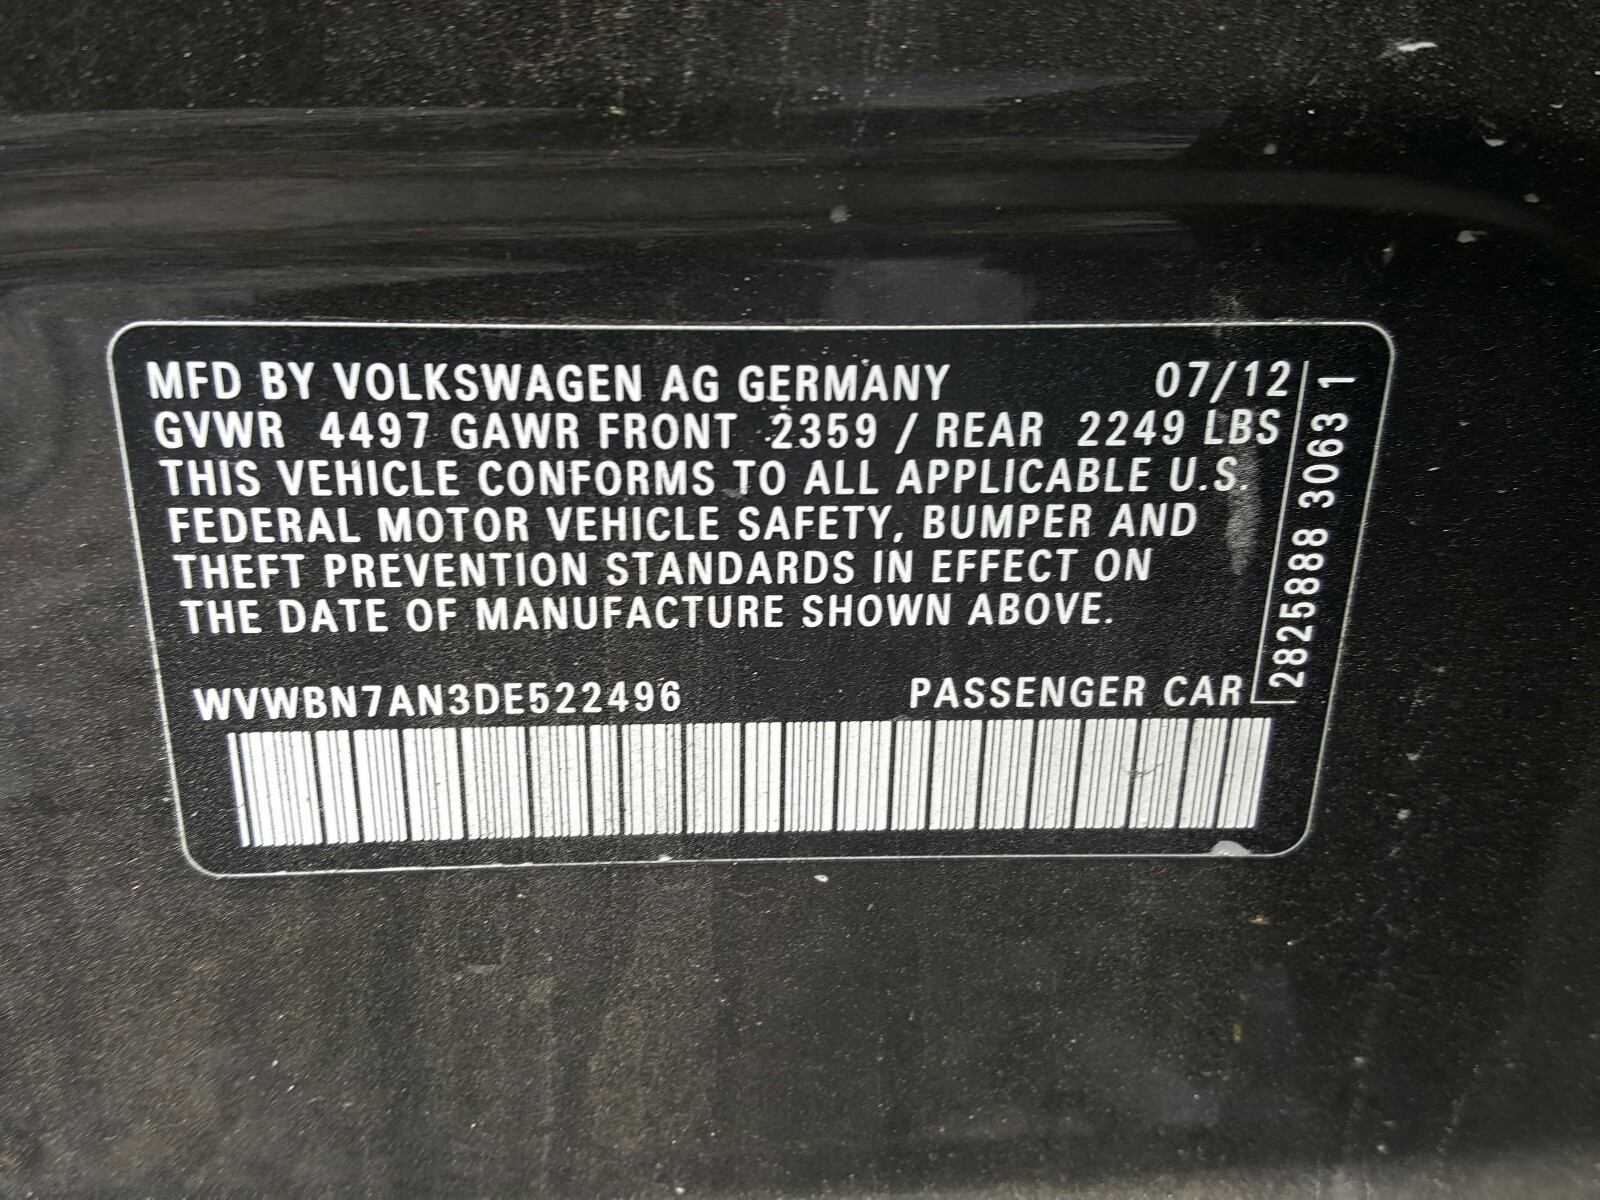 MFD BY VOLKSWAGEN AG GERMANY 07/12
GVWR 4497 GAWR FRONT 2359 / REAR 2249 LBS
THIS VEHICLE CONFORMS TO ALL APPLICABLE U.S.
FEDERAL MOTOR VEHICLE SAFETY, BUMPER AND
THEFT PREVENTION STANDARDS IN EFFECT ON
THE DATE OF MANUFACTURE SHOWN ABOVE.
WVWBN7AN3DE522496 PASSENGER CAR
2825888 3063 1